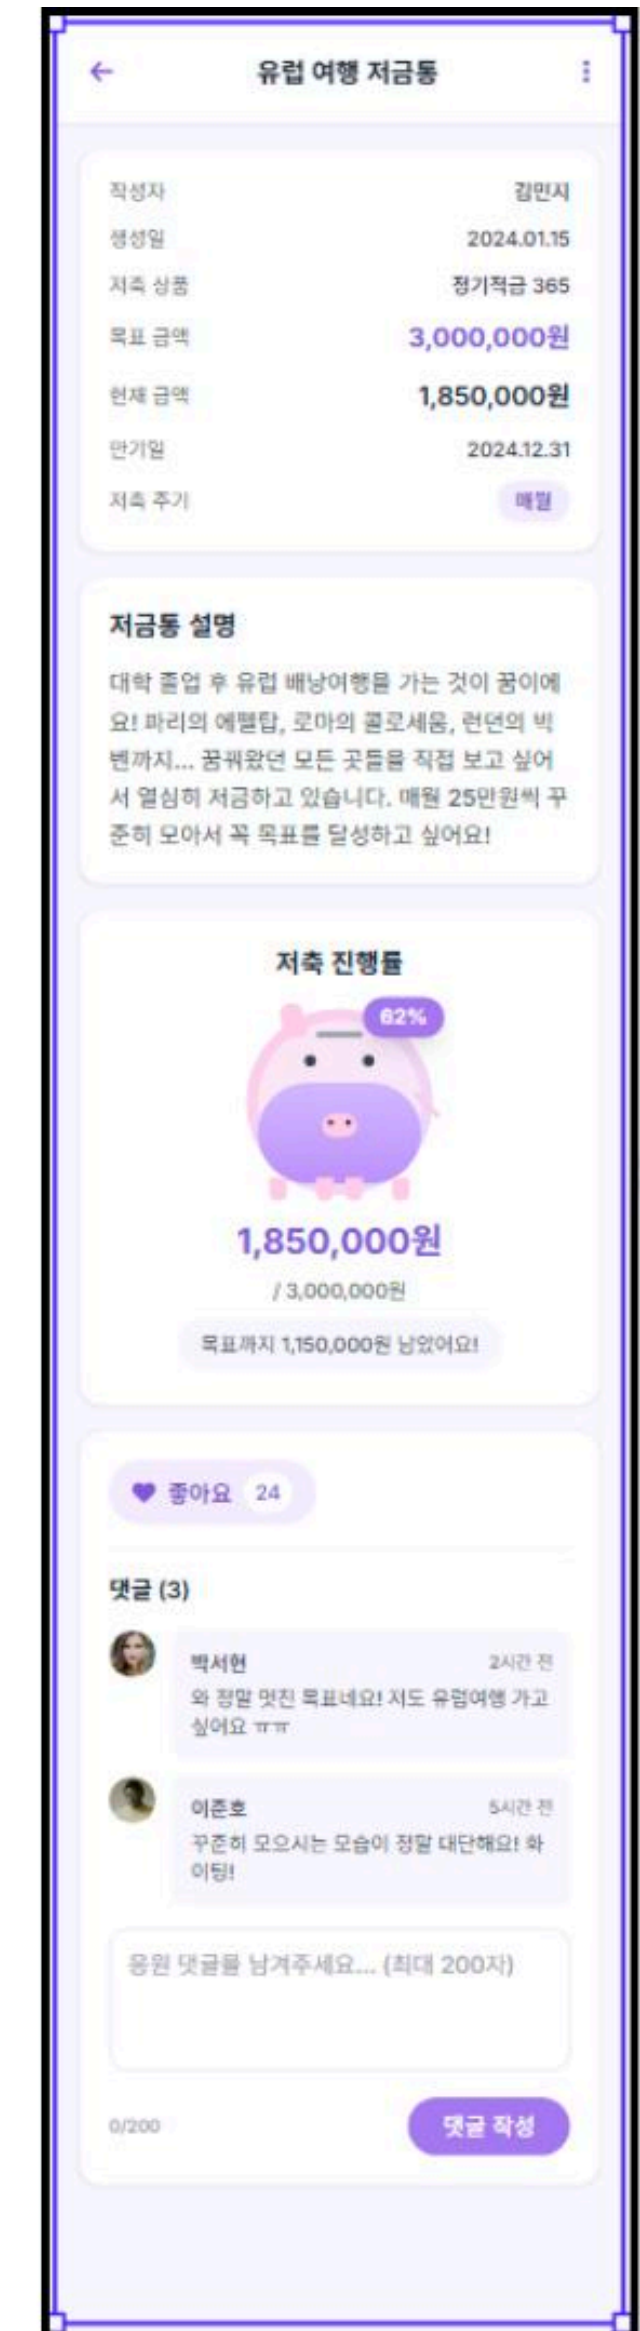 유럽 여행 저금통
작성자 김민지
생성일 2024.01.15
저축 상품 정기적금 365
목표 금액 3,000,000원
현재 금액 1,850,000원
만기일 2024.12.31
저축 주기 매월
저금통 설명
대학 졸업 후 유럽 배낭여행을 가는 것이 꿈이에
요! 파리의 에펠탑, 로마의 콜로세움, 런던의 빅
벤까지... 꿈꿔왔던 모든 곳들을 직접 보고 싶어
서 열심히 저금하고 있습니다. 매월 25만원씩 꾸
준히 모아서 꼭 목표를 달성하고 싶어요!
저축 진행률
62%
1,850,000원
/ 3,000,000원
목표까지 1,150,000원 남았어요!
좋아요 24
댓글 (3)
박서현 2시간 전
와 정말 멋진 목표네요! 저도 유럽여행 가고
싶어요 ㅠㅠ
이준호 5시간 전
꾸준히 모으시는 모습이 정말 대단해요! 화
이팅!
응원 댓글을 남겨주세요... (최대 200자)
0/200
댓글 작성